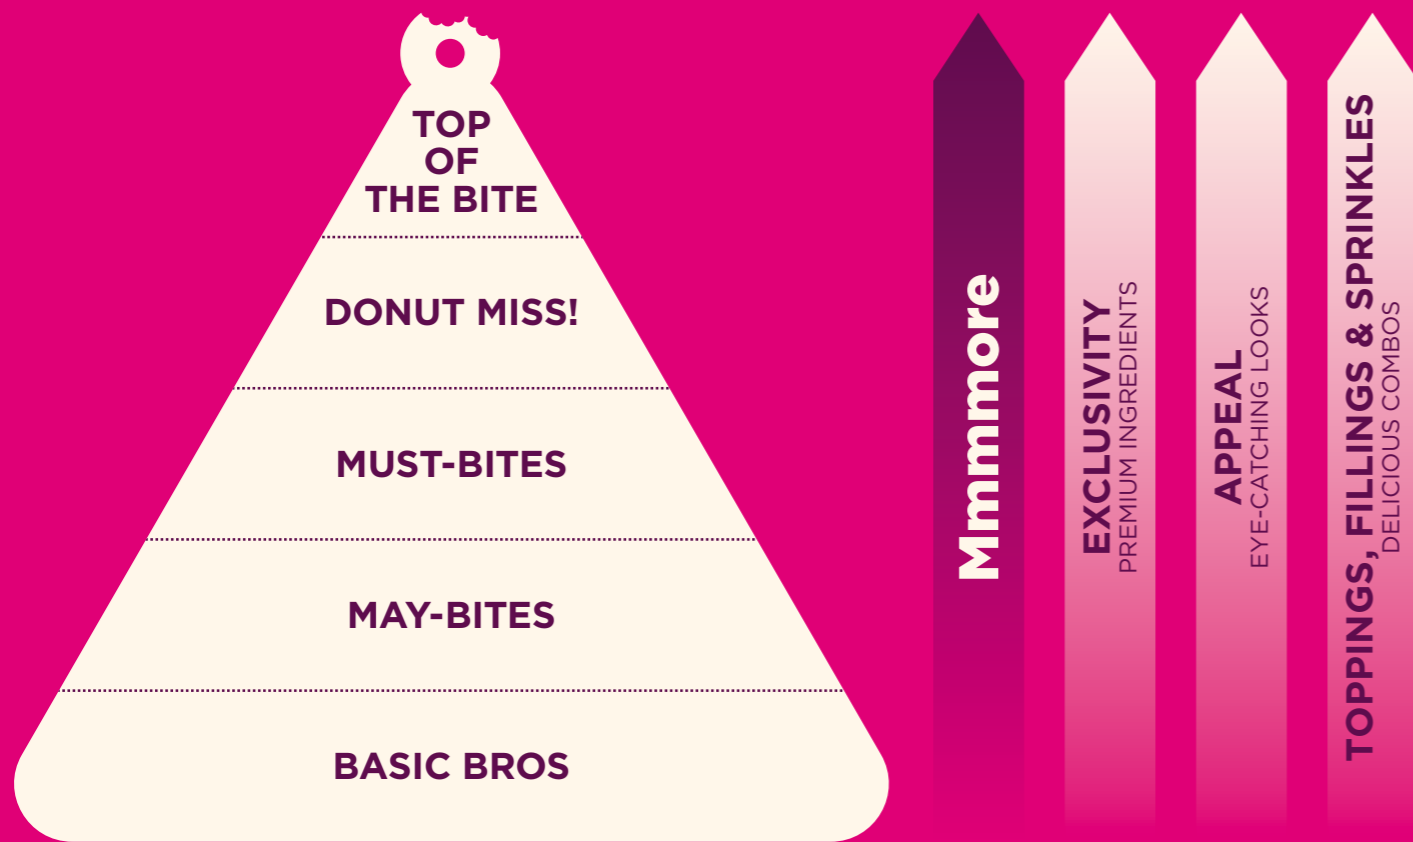 TOP
OF
THE BITE
DONUT MISS!
MUST-BITES
MAY-BITES
BASIC BROS
Mmmmore
EXCLUSIVITY
PREMIUM INGREDIENTS
APPEAL
EYE-CATCHING LOOKS
TOPPINGS, FILLINGS & SPRINKLES
DELICIOUS COMBOS